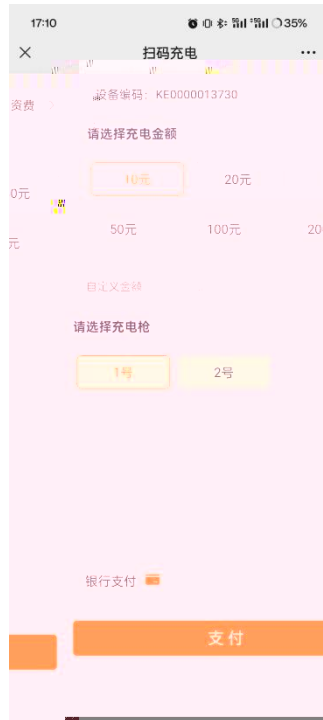 17:10 35%
扫码充电
设备编码: KE0000013730
资费
请选择充电金额
10元 20元
0元
50元 100元 20
元
自定义金额
请选择充电枪
1号 2号
银行支付
支付